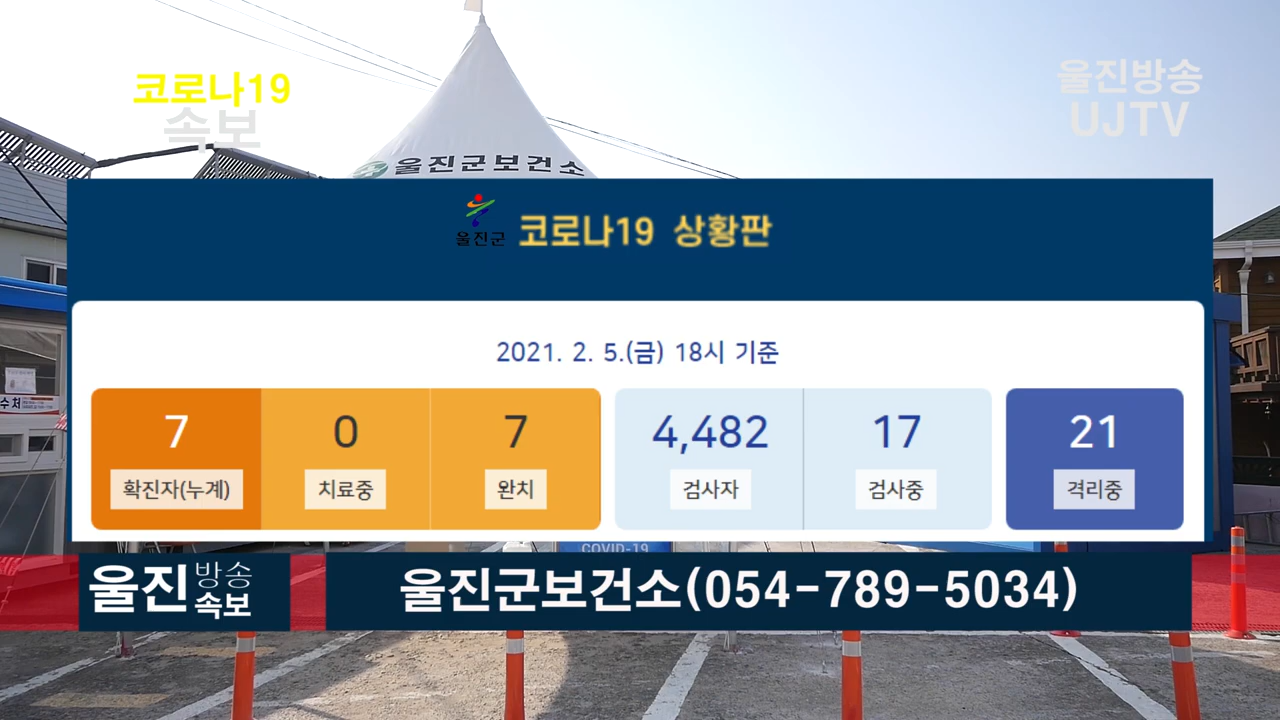 코로나19
속보
울진방송
UJTV
울진군보건소
울진군
코로나19 상황판
2021. 2. 5.(금) 18시 기준
7
확진자(누계)
0
치료중
7
완치
4,482
검사자
17
검사중
21
격리중
수처
COVID-19
울진 방송 속보
울진군보건소(054-789-5034)